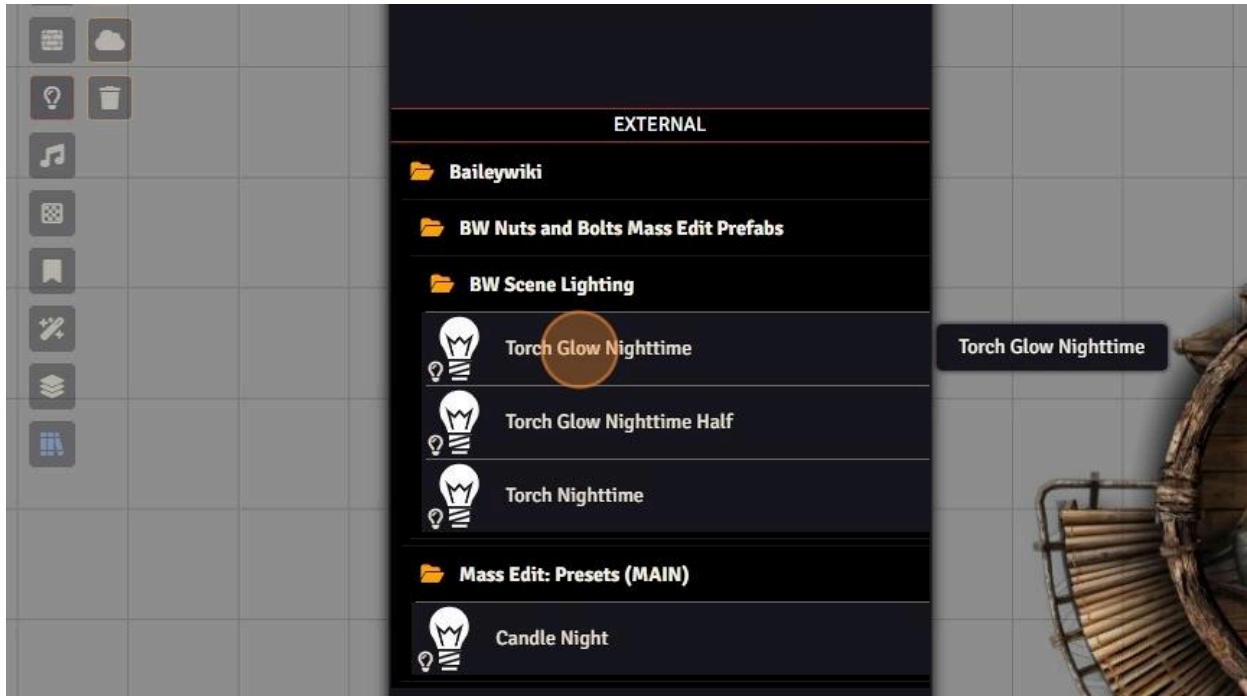 EXTERNAL
Baileywiki
BW Nuts and Bolts Mass Edit Prefabs
BW Scene Lighting
Torch Glow Nighttime
Torch Glow Nighttime
Torch Glow Nighttime Half
Torch Nighttime
Mass Edit: Presets (MAIN)
Candle Night